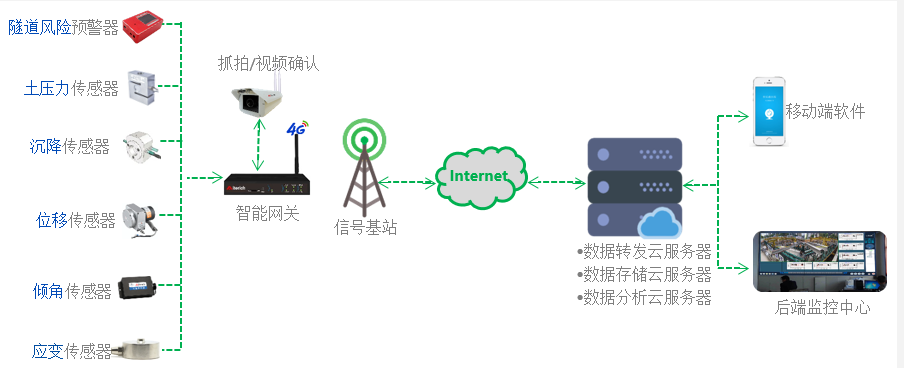 隧道风险预警器
土压力传感器
沉降传感器
位移传感器
倾角传感器
应变传感器
抓拍/视频确认
4G
智能网关
信号基站
Internet
•数据转发云服务器
•数据存储云服务器
•数据分析云服务器
移动端软件
后端监控中心